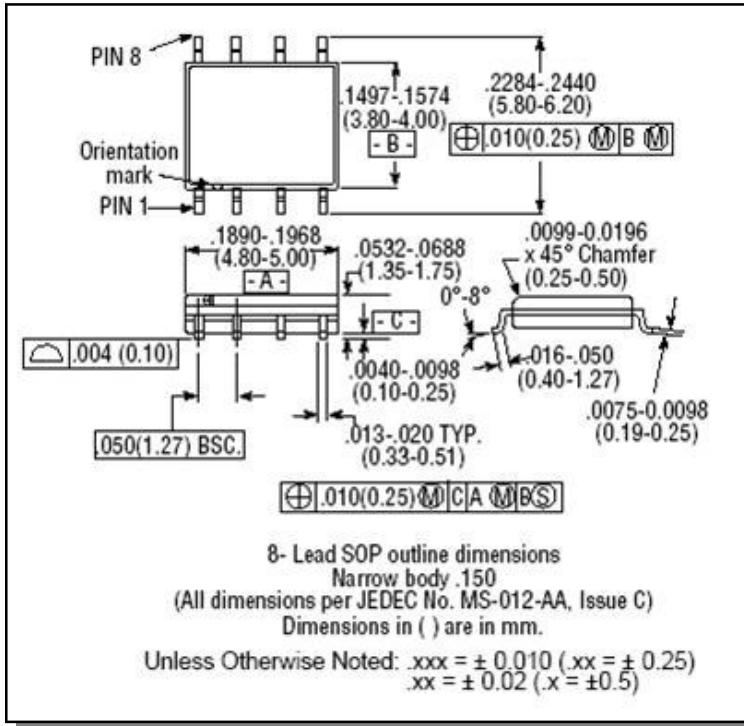 PIN 8
.1497-.1574
(3.80-4.00)
- B -
.2284-.2440
(5.80-6.20)
⌖ .010(0.25) Ⓜ B Ⓜ
Orientation
mark
PIN 1
.1890-.1968
(4.80-5.00)
- A -
.0532-.0688
(1.35-1.75)
- C -
.0099-0.0196
x 45° Chamfer
(0.25-0.50)
0°-8°
⌓ .004 (0.10)
.0040-.0098
(0.10-0.25)
.016-.050
(0.40-1.27)
.0075-0.0098
(0.19-0.25)
.050(1.27) BSC.
.013-.020 TYP.
(0.33-0.51)
⌖ .010(0.25)Ⓜ C A Ⓜ B Ⓢ
8- Lead SOP outline dimensions
Narrow body .150
(All dimensions per JEDEC No. MS-012-AA, Issue C)
Dimensions in ( ) are in mm.
Unless Otherwise Noted: .xxx = ± 0.010 (.xx = ± 0.25)
.xx = ± 0.02 (.x = ±0.5)